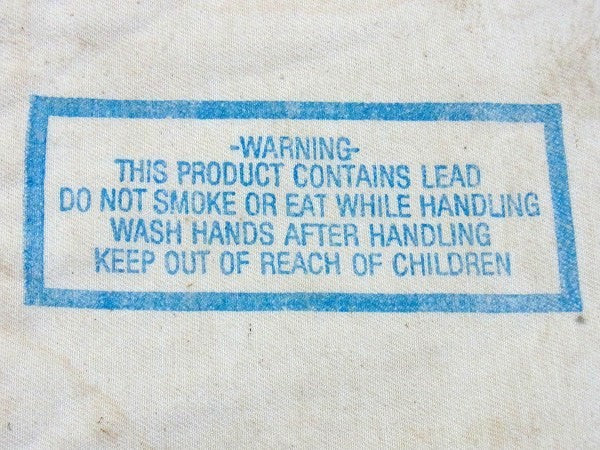 -WARNING-
THIS PRODUCT CONTAINS LEAD
DO NOT SMOKE OR EAT WHILE HANDLING
WASH HANDS AFTER HANDLING
KEEP OUT OF REACH OF CHILDREN